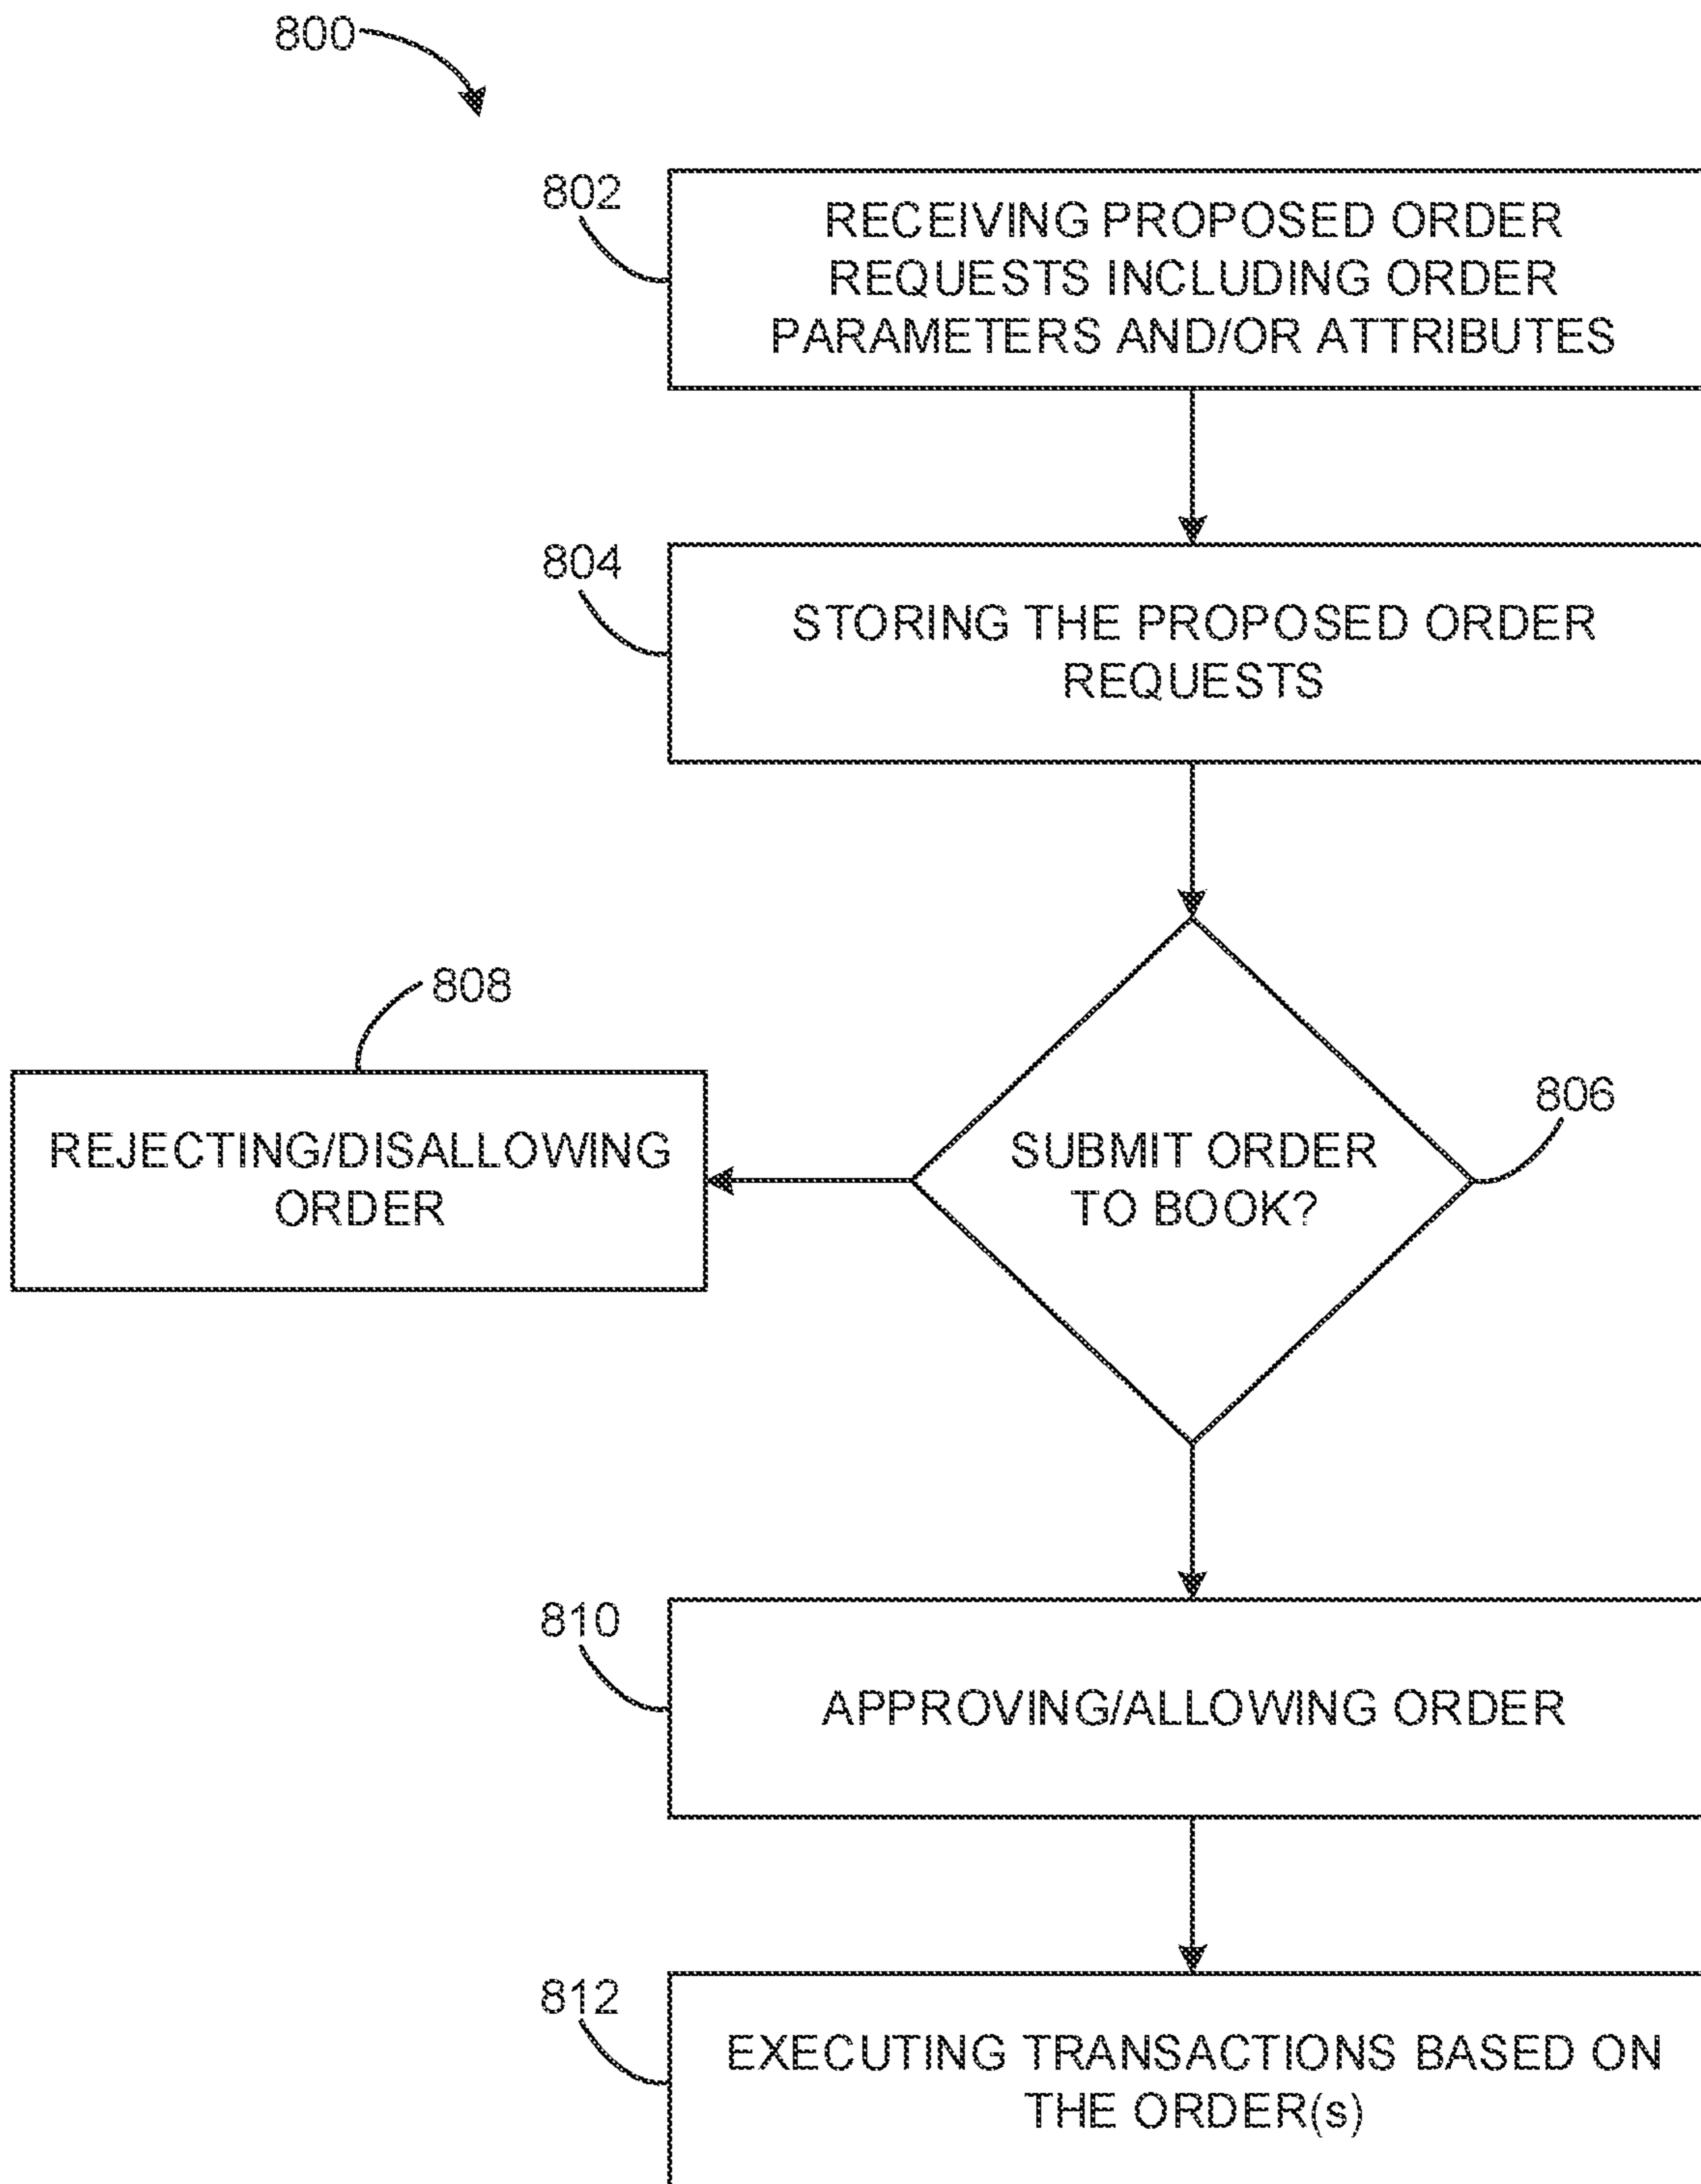 800
802
RECEIVING PROPOSED ORDER
REQUESTS INCLUDING ORDER
PARAMETERS AND/OR ATTRIBUTES
804
STORING THE PROPOSED ORDER
REQUESTS
808
REJECTING/DISALLOWING
ORDER
806
SUBMIT ORDER
TO BOOK?
810
APPROVING/ALLOWING ORDER
812
EXECUTING TRANSACTIONS BASED ON
THE ORDER(s)